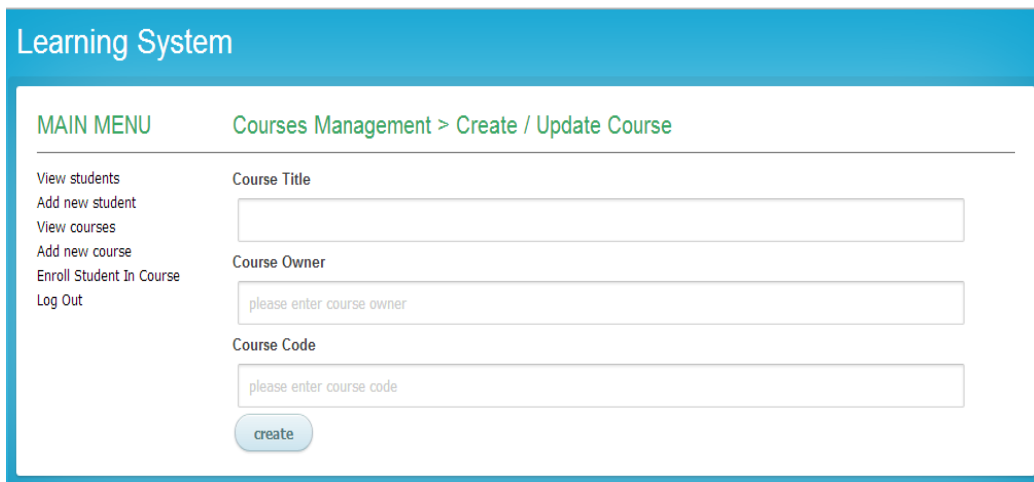 Learning System
MAIN MENU
Courses Management > Create / Update Course
View students
Add new student
View courses
Add new course
Enroll Student In Course
Log Out
Course Title
Course Owner
please enter course owner
Course Code
please enter course code
create